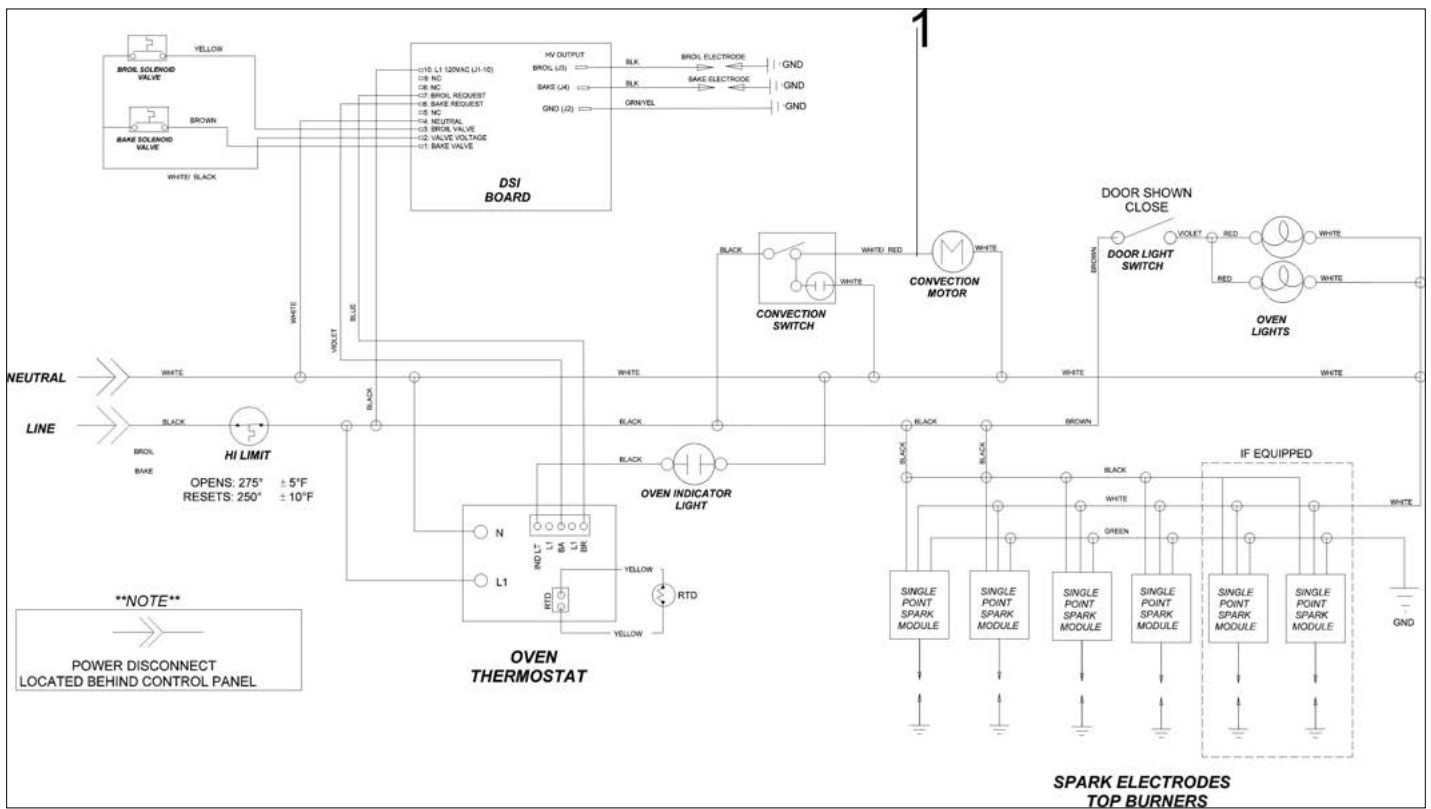 1
YELLOW
BROIL SOLENOID
VALVE
BROWN
BAKE SOLENOID
VALVE
WHITE/ BLACK
10: L1 120VAC (J1-10)
9: NC
8: NC
7: BROIL REQUEST
6: BAKE REQUEST
5: NC
4: NEUTRAL
3: BROIL VALVE
2: VALVE VOLTAGE
1: BAKE VALVE
HV OUTPUT
BROIL (J3)
BAKE (J4)
GND (J2)
BLK
BROIL ELECTRODE
GND
BLK
BAKE ELECTRODE
GND
GRN/YEL
GND
DSI
BOARD
BLACK
WHITE/ RED
WHITE
WHITE
CONVECTION
SWITCH
CONVECTION
MOTOR
DOOR SHOWN
CLOSE
BROWN
VIOLET
RED
WHITE
DOOR LIGHT
SWITCH
RED
WHITE
OVEN
LIGHTS
WHITE
VIOLET
BLUE
BLACK
NEUTRAL
WHITE
WHITE
WHITE
WHITE
LINE
BLACK
BLACK
BLACK
BROWN
HI LIMIT
BROIL
BAKE
OPENS: 275° ±5°F
RESETS: 250° ±10°F
BLACK
OVEN INDICATOR
LIGHT
BLACK
BLACK
BLACK
WHITE
GREEN
IF EQUIPPED
WHITE
N
L1
IND LT
L1
BA
L1
BR
RTD
YELLOW
RTD
YELLOW
OVEN
THERMOSTAT
SINGLE
POINT
SPARK
MODULE
SINGLE
POINT
SPARK
MODULE
SINGLE
POINT
SPARK
MODULE
SINGLE
POINT
SPARK
MODULE
SINGLE
POINT
SPARK
MODULE
SINGLE
POINT
SPARK
MODULE
GND
**NOTE**
POWER DISCONNECT
LOCATED BEHIND CONTROL PANEL
SPARK ELECTRODES
TOP BURNERS